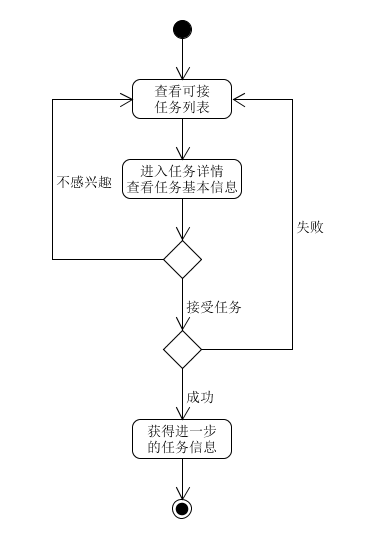 查看可接
任务列表
进入任务详情
查看任务基本信息
不感兴趣
失败
接受任务
成功
获得进一步
的任务信息